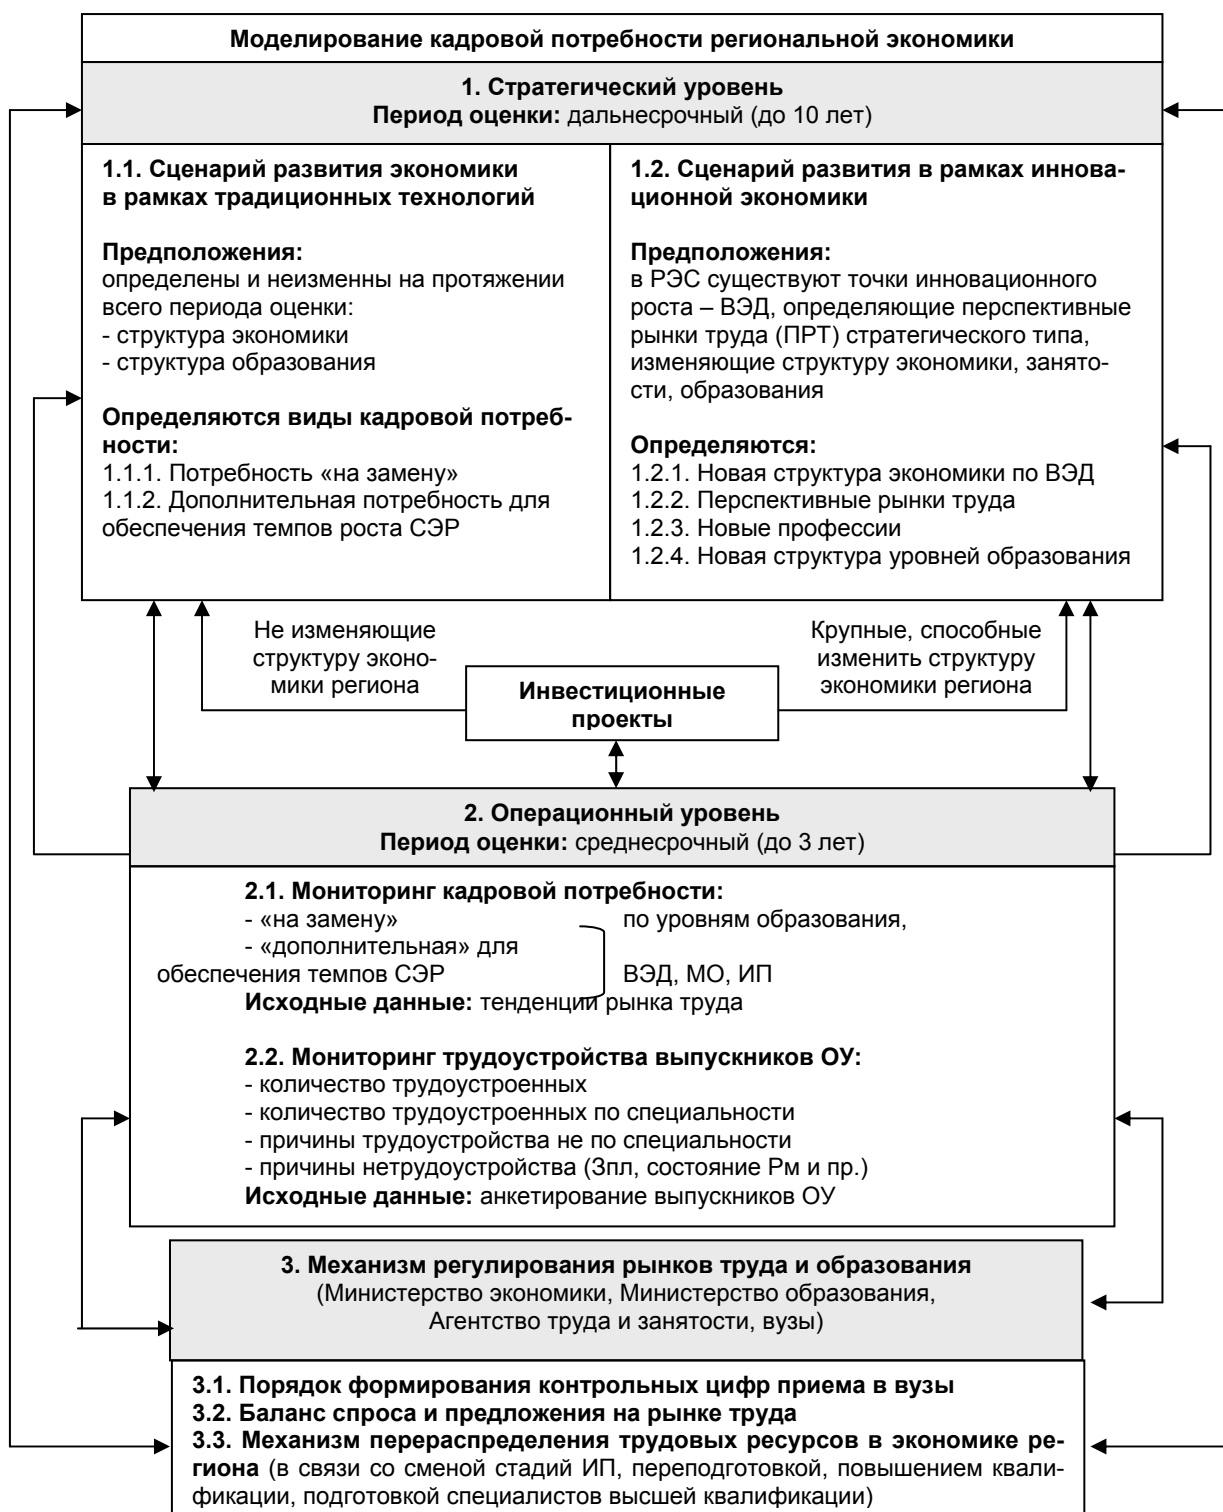 Моделирование кадровой потребности региональной экономики
1. Стратегический уровень
Период оценки: дальнесрочный (до 10 лет)
1.1. Сценарий развития экономики
в рамках традиционных технологий
Предположения:
определены и неизменны на протяжении
всего периода оценки:
- структура экономики
- структура образования
Определяются виды кадровой потреб-
ности:
1.1.1. Потребность «на замену»
1.1.2. Дополнительная потребность для
обеспечения темпов роста СЭР
1.2. Сценарий развития в рамках иннова-
ционной экономики
Предположения:
в РЭС существуют точки инновационного
роста – ВЭД, определяющие перспективные
рынки труда (ПРТ) стратегического типа,
изменяющие структуру экономики, занято-
сти, образования
Определяются:
1.2.1. Новая структура экономики по ВЭД
1.2.2. Перспективные рынки труда
1.2.3. Новые профессии
1.2.4. Новая структура уровней образования
Не изменяющие
структуру эконо-
мики региона
Инвестиционные
проекты
Крупные, способные
изменить структуру
экономики региона
2. Операционный уровень
Период оценки: среднесрочный (до 3 лет)
2.1. Мониторинг кадровой потребности:
- «на замену» по уровням образования,
- «дополнительная» для
обеспечения темпов СЭР ВЭД, МО, ИП
Исходные данные: тенденции рынка труда
2.2. Мониторинг трудоустройства выпускников ОУ:
- количество трудоустроенных
- количество трудоустроенных по специальности
- причины трудоустройства не по специальности
- причины нетрудоустройства (Зпл, состояние Рм и пр.)
Исходные данные: анкетирование выпускников ОУ
3. Механизм регулирования рынков труда и образования
(Министерство экономики, Министерство образования,
Агентство труда и занятости, вузы)
3.1. Порядок формирования контрольных цифр приема в вузы
3.2. Баланс спроса и предложения на рынке труда
3.3. Механизм перераспределения трудовых ресурсов в экономике ре-
гиона (в связи со сменой стадий ИП, переподготовкой, повышением квали-
фикации, подготовкой специалистов высшей квалификации)